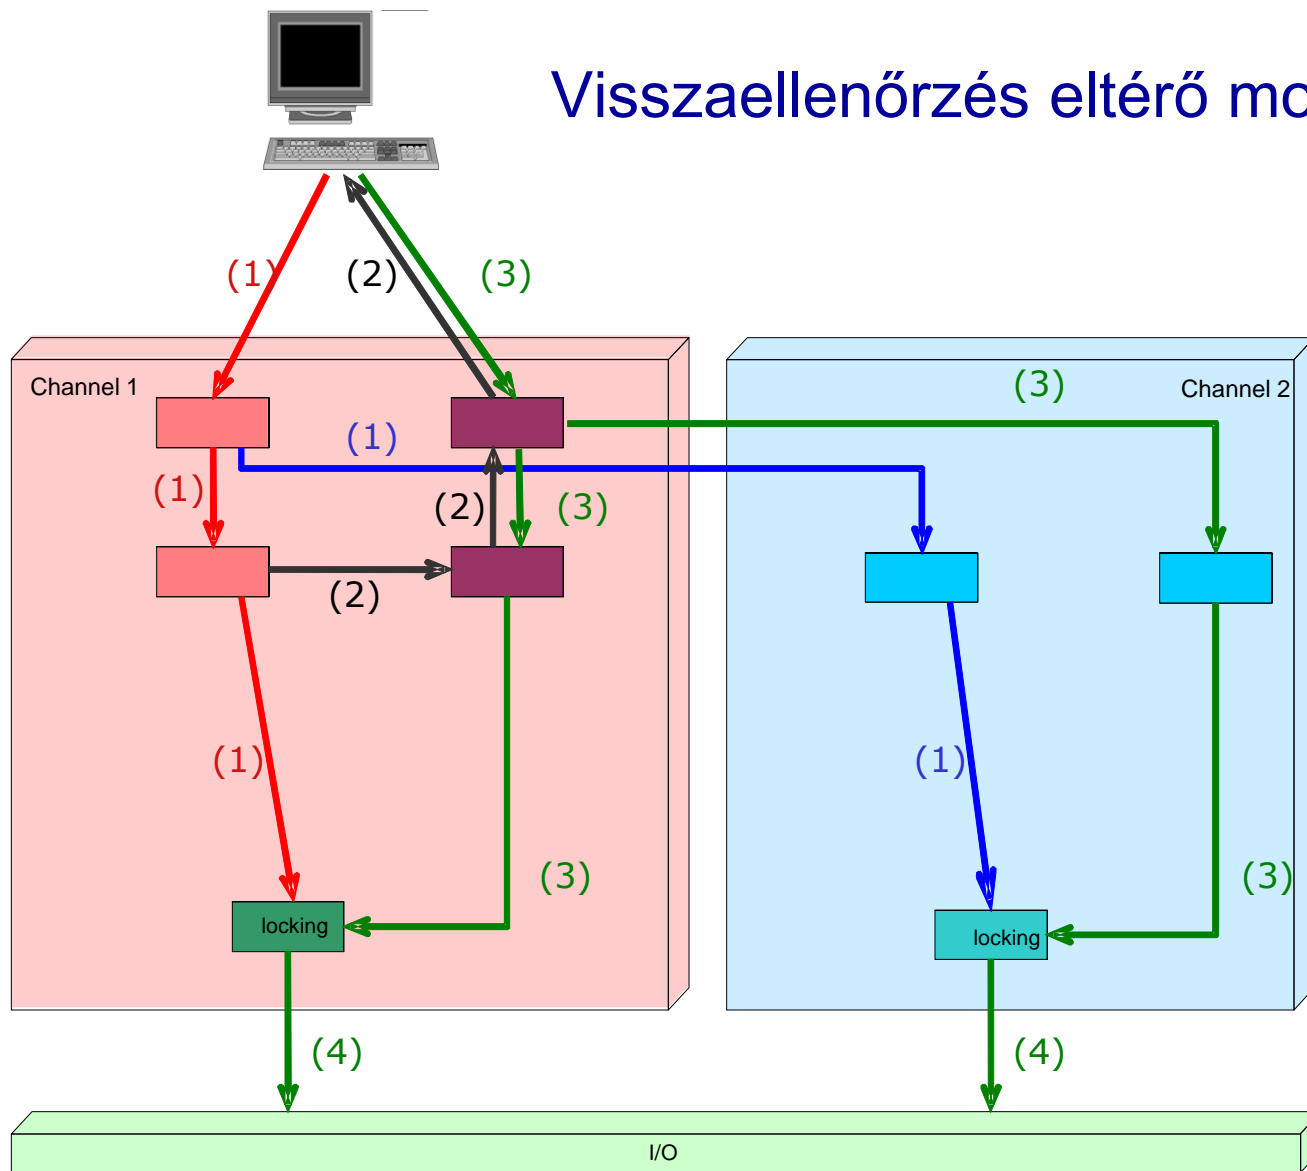 Visszaellenőrzés eltérő
(1)
(2)
(3)
Channel 1
(3)
Channel 2
(1)
(1)
(2)
(3)
(2)
(1)
(1)
(3)
(3)
locking
locking
(4)
(4)
I/O